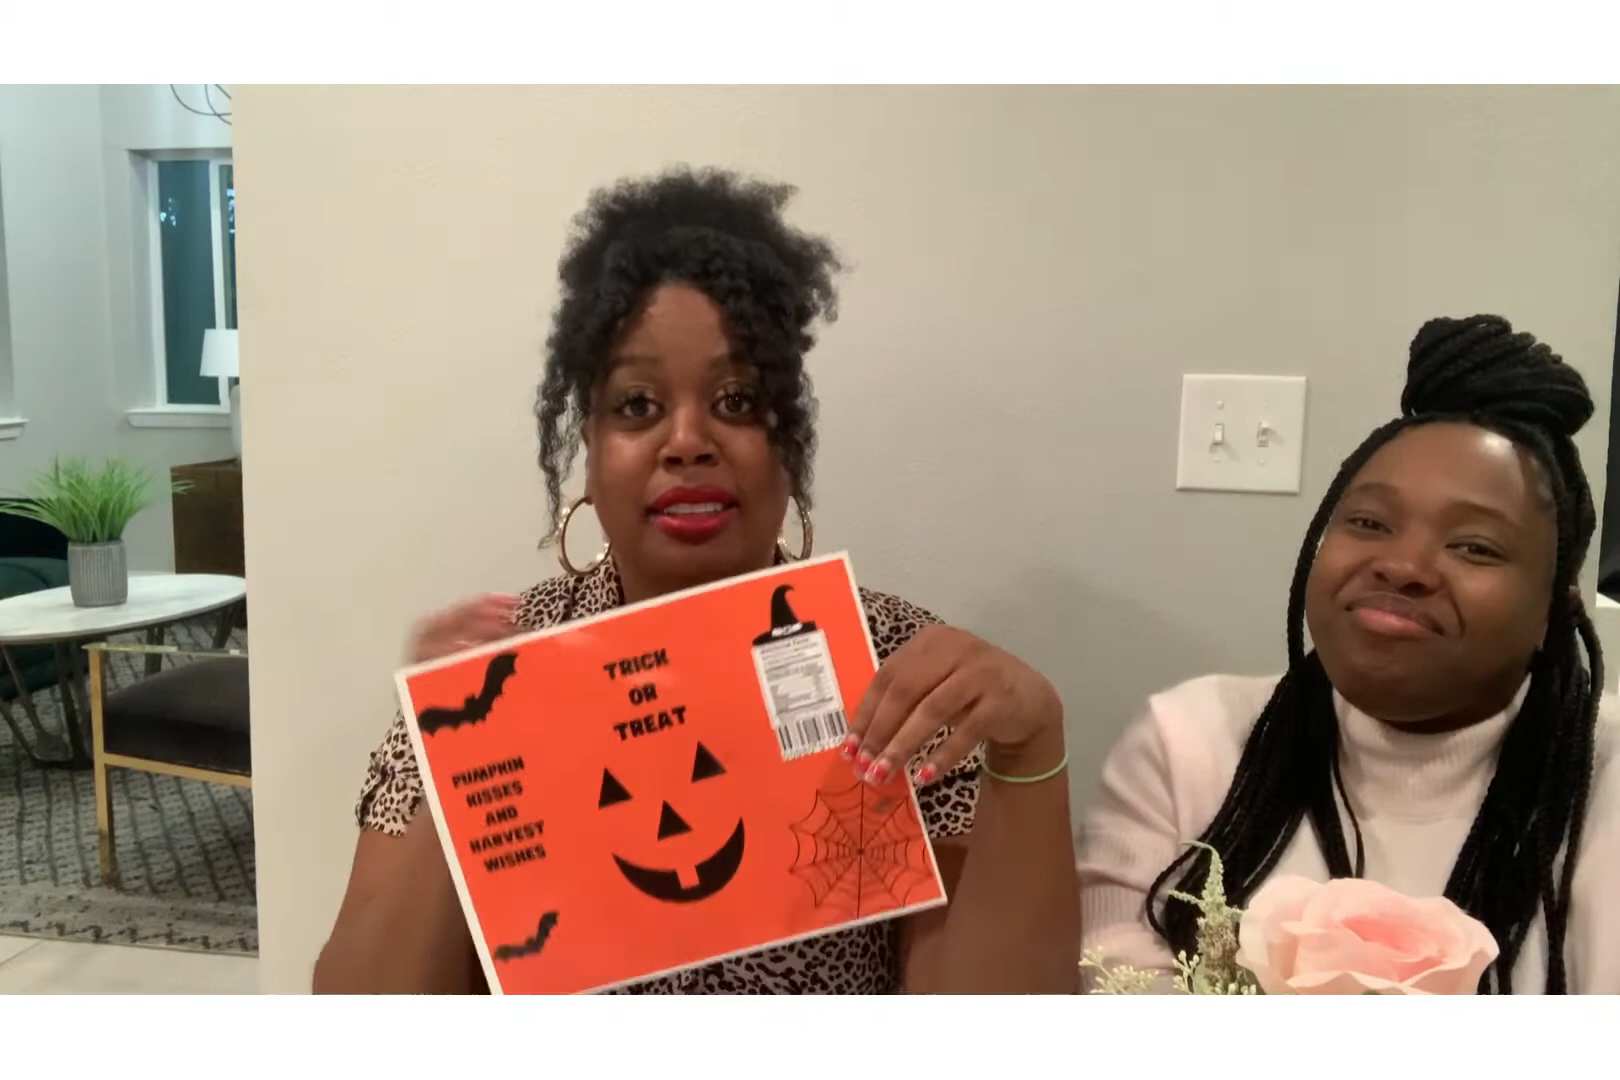 TRICK
OR
TREAT
PUMPKIN
KISSES
AND
HARVEST
WISHES